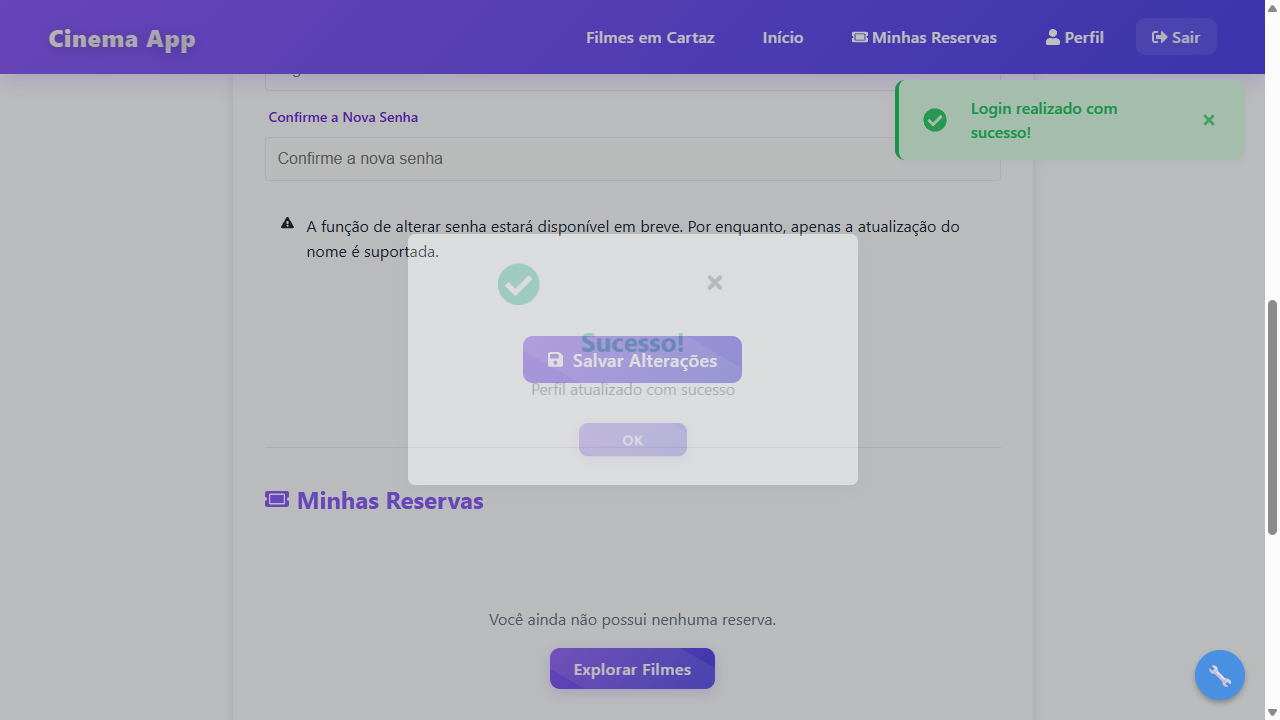 Cinema App
Filmes em Cartaz
Início
Minhas Reservas
Perfil
Sair
Login realizado com
sucesso!
Confirme a Nova Senha
Confirme a nova senha
A função de alterar senha estará disponível em breve. Por enquanto, apenas a atualização do
nome é suportada.
Sucesso!
Salvar Alterações
Perfil atualizado com sucesso
OK
Minhas Reservas
Você ainda não possui nenhuma reserva.
Explorar Filmes